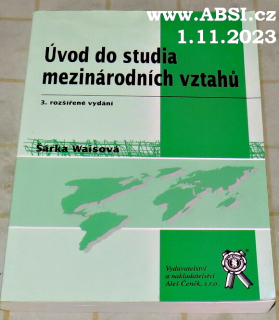 www.ABSI.cz
1.11.2023
Úvod do studia
mezinárodních vztahů
3. rozšířené vydání
Šárka Waisová
Vydavatelství
a nakladatelství
Aleš Čeněk, s.r.o.